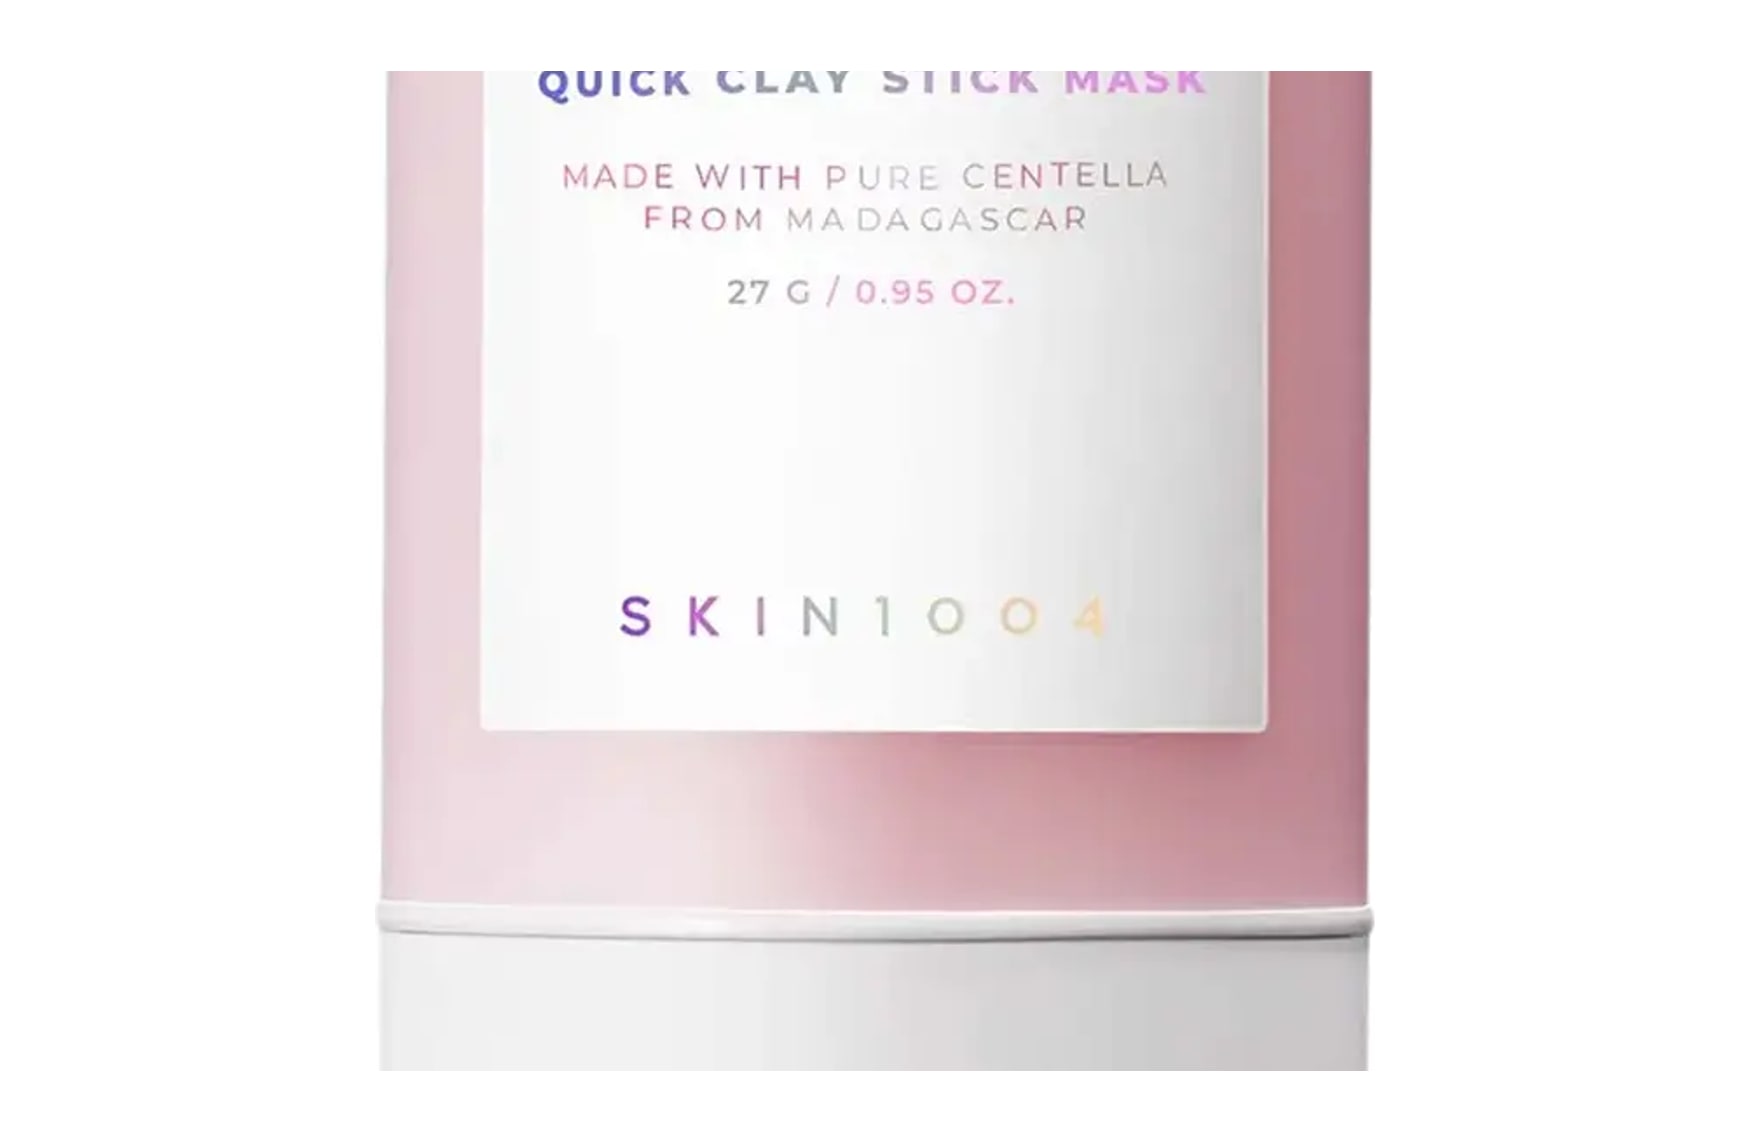 QUICK CLAY STICK MASK
MADE WITH PURE CENTELLA
FROM MADAGASCAR
27 G / 0.95 OZ.
SKIN1004